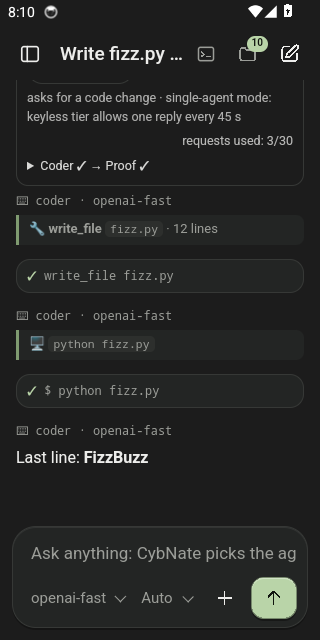 8:10
Write fizz.py ...
10
asks for a code change · single-agent mode:
keyless tier allows one reply every 45 s
requests used: 3/30
▶ Coder ✓ → Proof ✓
coder · openai-fast
write_file fizz.py · 12 lines
✓ write_file fizz.py
coder · openai-fast
python fizz.py
✓ $ python fizz.py
coder · openai-fast
Last line: FizzBuzz
Ask anything: CybNate picks the ag
openai-fast
Auto